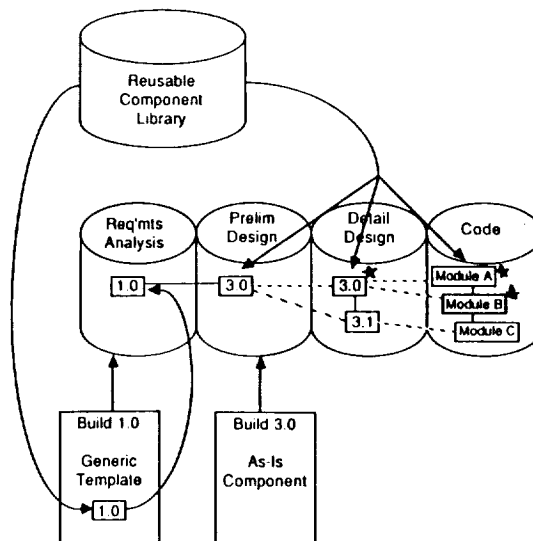 Reusable
Component
Library
Req'mts
Analysis
Prelim
Design
Detail
Design
Code
1.0
3.0
3.0
3.1
Module A
Module B
Module C
Build 1.0
Generic
Template
1.0
Build 3.0
As-Is
Component